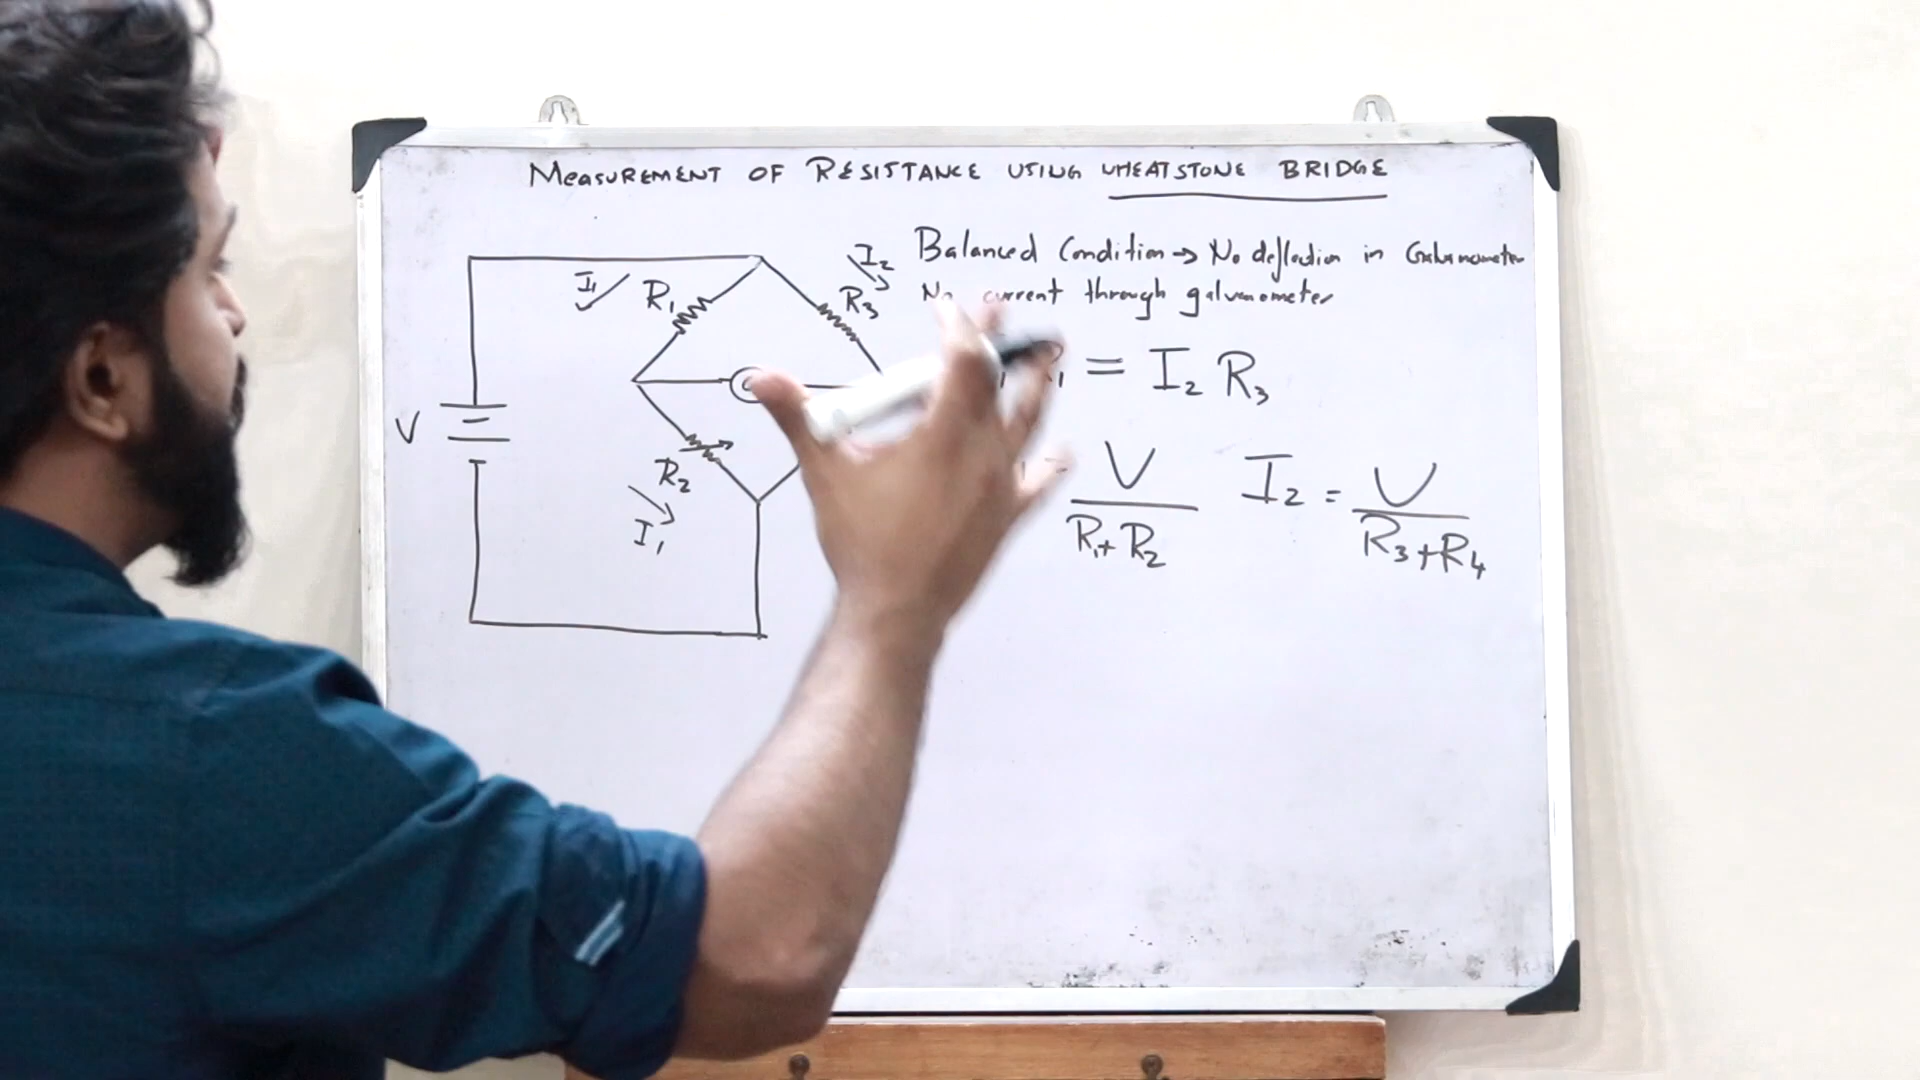 MEASUREMENT OF RESISTANCE USING WHEATSTONE BRIDGE
Balanced Condition → No deflection in Galvanometer
No current through galvanometer
I₁
R₁
I₂
R₃
R₁ = I₂ R₃
V
R₂
I₁
V / R₁+R₂
I₂ = V / R₃+R₄